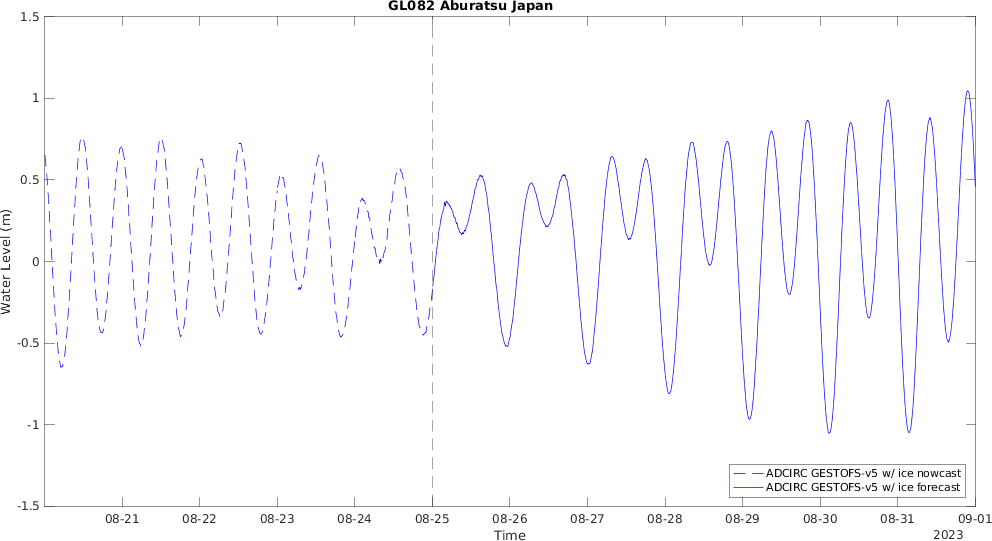 GL082 Aburatsu Japan
1.5
1
0.5
0
-0.5
-1
-1.5
Water Level (m)
ADCIRC GESTOFS-v5 w/ ice nowcast
ADCIRC GESTOFS-v5 w/ ice forecast
08-21 08-22 08-23 08-24 08-25 08-26 08-27 08-28 08-29 08-30 08-31 09-01
Time
2023